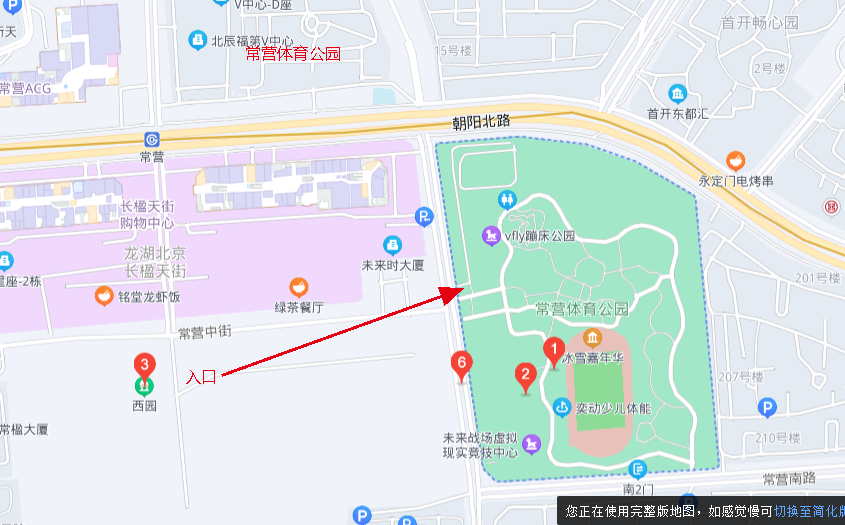 V中心-D座
新天
北辰福第V中心
常营体育公园
15号楼
首开畅心园
2号楼
常营ACG
首开东都汇
朝阳北路
常营
永定门电烤串
长楹天街
购物中心
vfly蹦床公园
龙湖北京
长楹天街
未来时大厦
星座-2栋
201号楼
铭堂龙虾饭
绿茶餐厅
常营体育公园
常营中街
1
冰雪嘉年华
3
6
2
入口
207号楼
西园
奕动少儿体能
常楹大厦
未来战场虚拟
现实竞技中心
210号楼
南2门
常营南路
您正在使用完整版地图，如感觉慢可切换至简化版